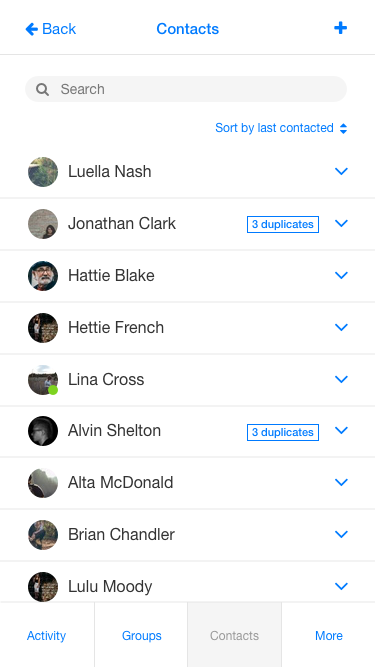 Back Contacts
Search
Sort by last contacted
Luella Nash
Jonathan Clark 3 duplicates
Hattie Blake
Hettie French
Lina Cross
Alvin Shelton 3 duplicates
Alta McDonald
Brian Chandler
Lulu Moody
Activity Groups Contacts More